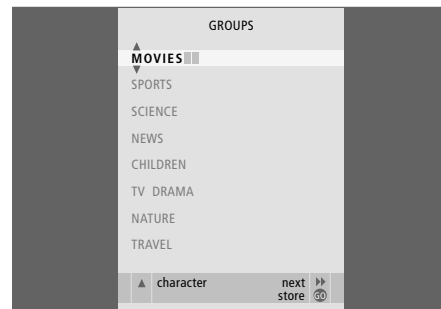 GROUPS
MOVIES
SPORTS
SCIENCE
NEWS
CHILDREN
TV DRAMA
NATURE
TRAVEL
character next
store GO